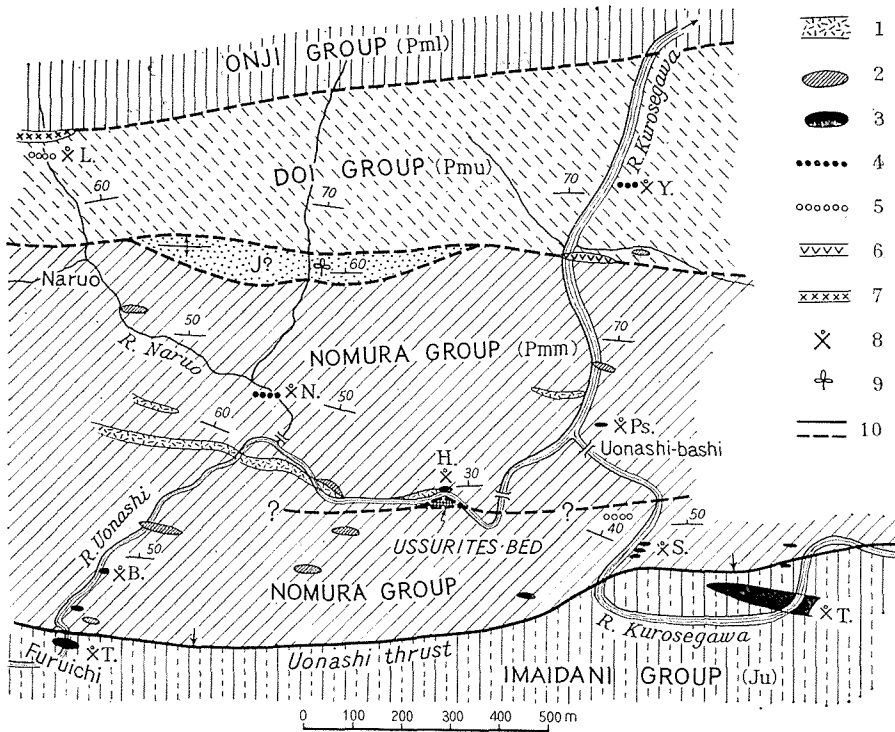 ONJI GROUP (Pml)
R. Kurosegawa
L.
60
DOI GROUP (Pmu)
70
70
Y.
J?
60
Naruo
50
R. Naruo
NOMURA GROUP (Pmm)
70
N.
50
60
Ps.
Uonashi-bashi
H.
30
?
?
50
40
R. Uonashi
USSURITES-BED
50
B.
S.
NOMURA GROUP
T.
R. Kurosegawa
T.
Furuichi
Uonashi thrust
IMAIDANI GROUP (Ju)
0 100 200 300 400 500 m
1
2
3
4
5
6
7
8
9
10